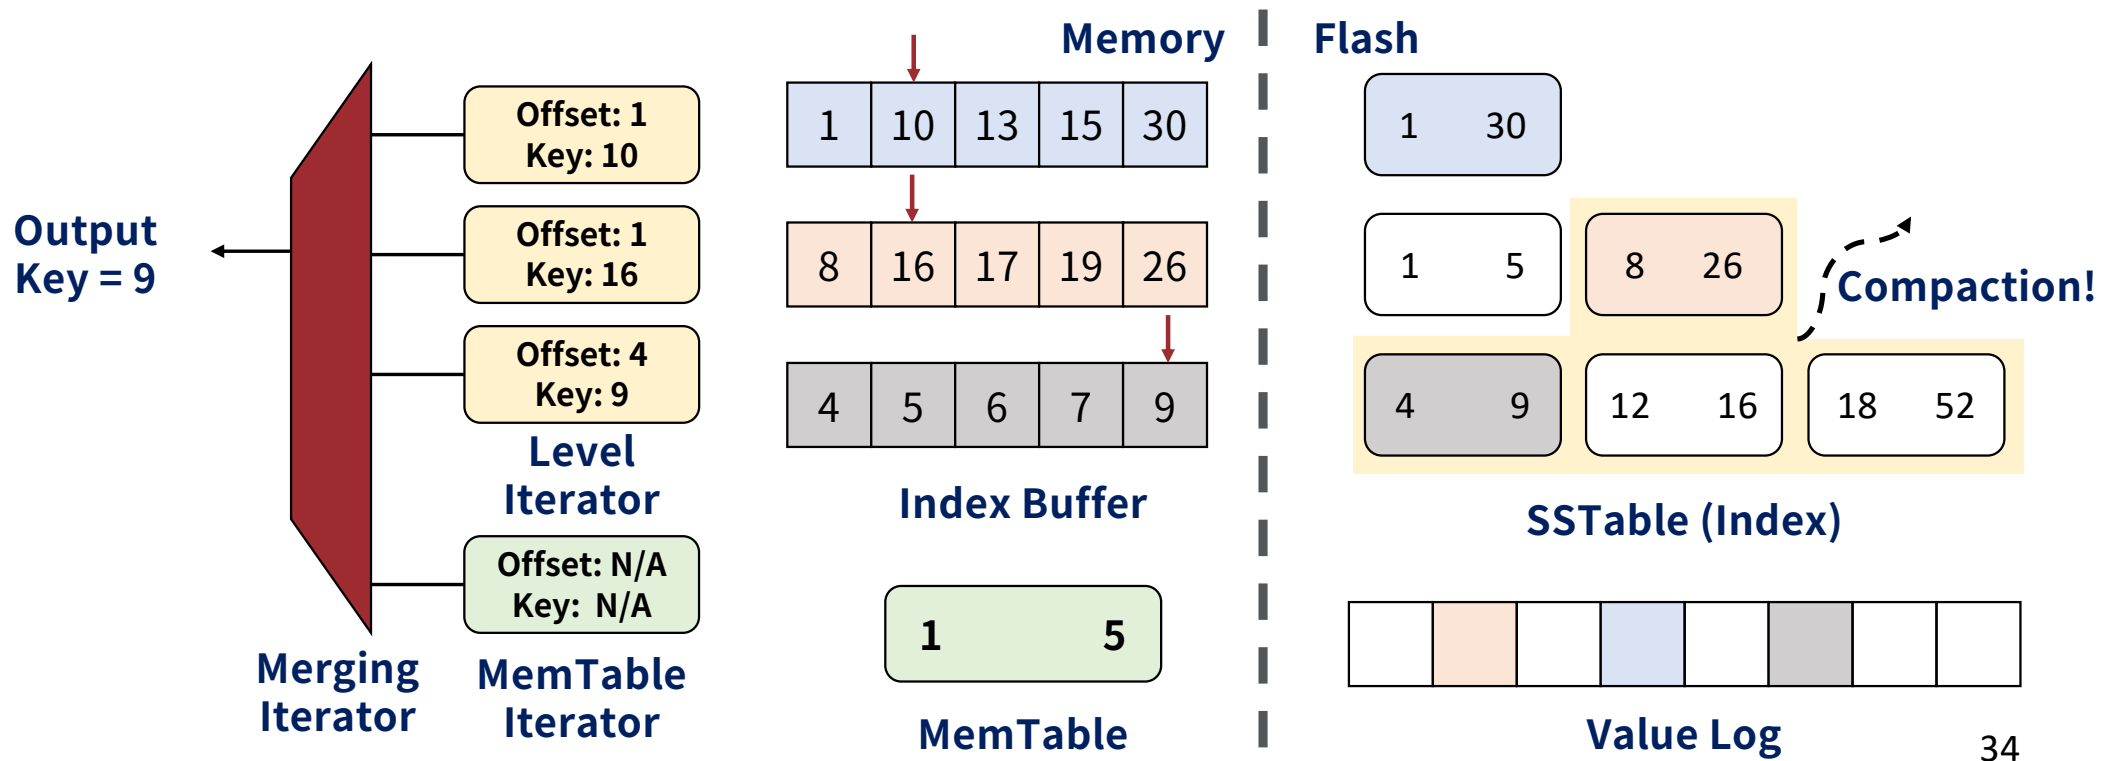 Output
Key = 9
Merging
Iterator
Offset: 1
Key: 10
Offset: 1
Key: 16
Offset: 4
Key: 9
Level
Iterator
Offset: N/A
Key: N/A
MemTable
Iterator
Memory
1 10 13 15 30
8 16 17 19 26
4 5 6 7 9
Index Buffer
1 5
MemTable
Flash
1 30
1 5
8 26
Compaction!
4 9
12 16
18 52
SSTable (Index)
Value Log
34